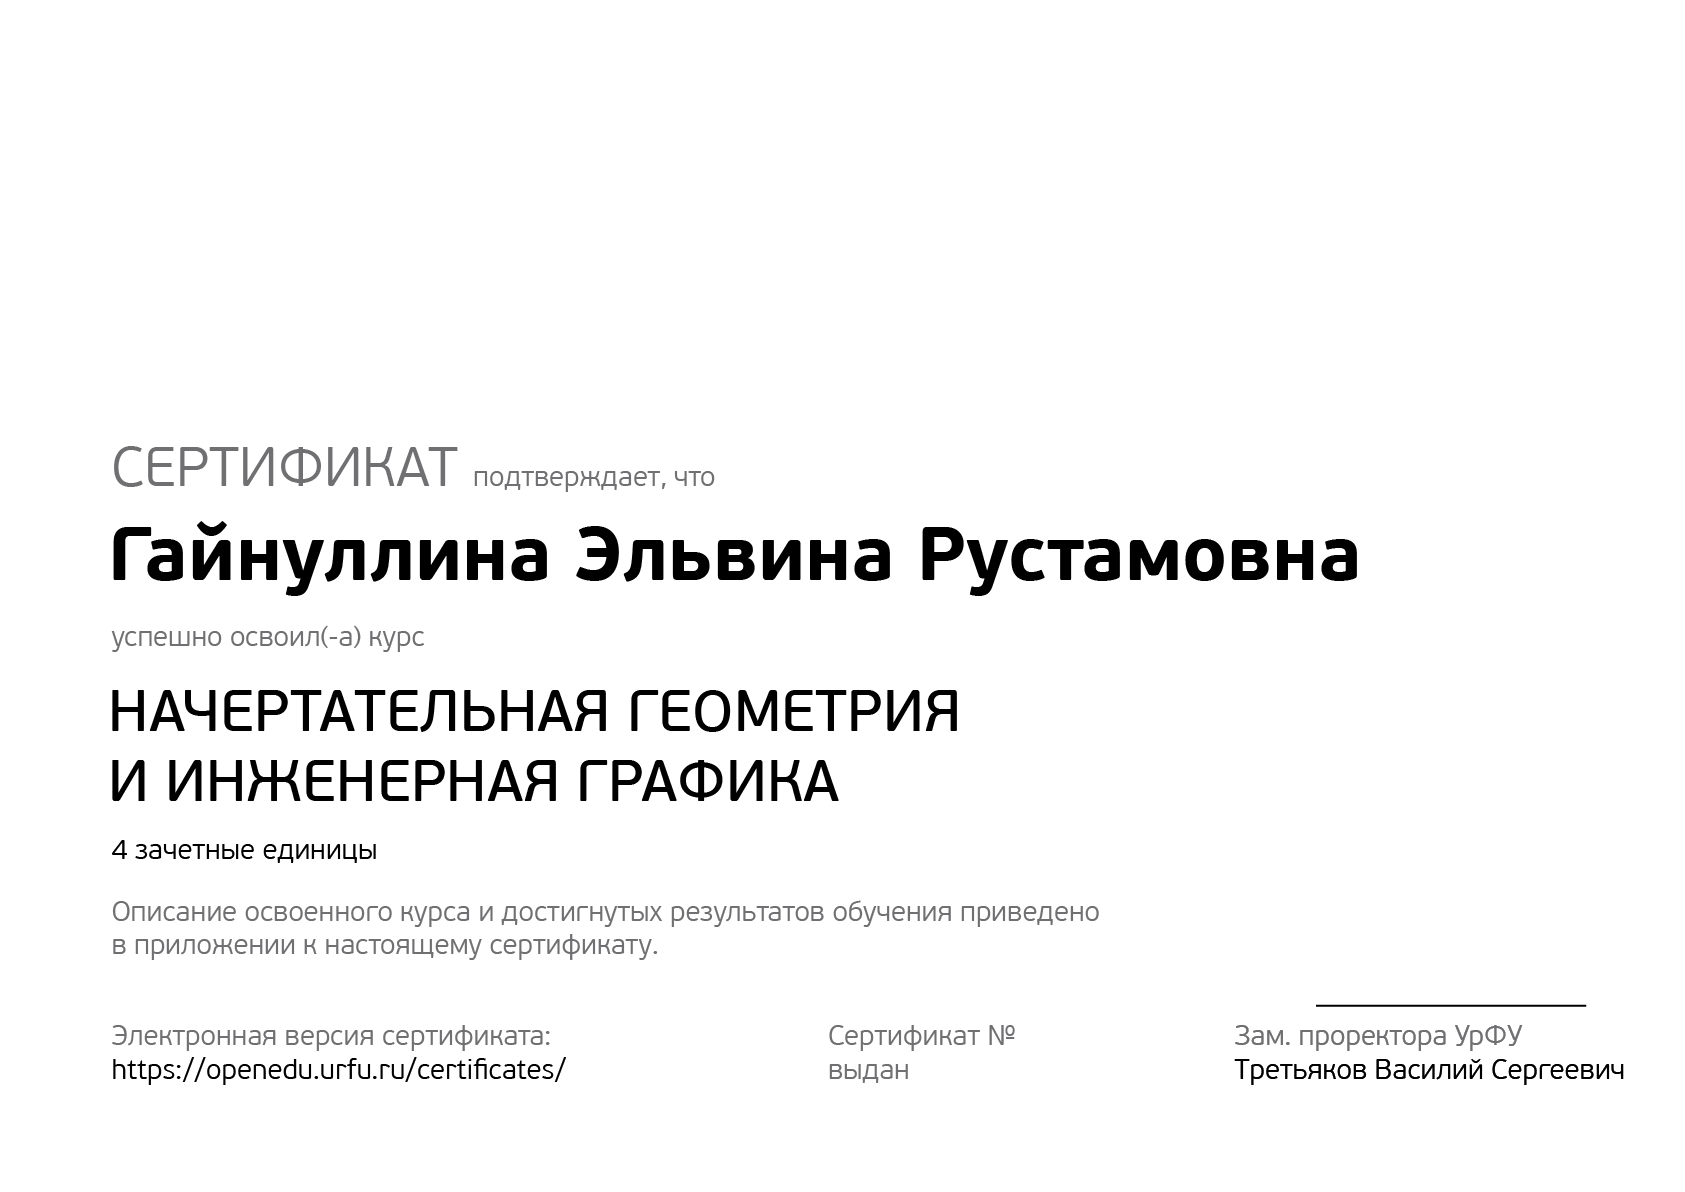 СЕРТИФИКАТ подтверждает, что
Гайнуллина Эльвина Рустамовна
успешно освоил(-а) курс
НАЧЕРТАТЕЛЬНАЯ ГЕОМЕТРИЯ
И ИНЖЕНЕРНАЯ ГРАФИКА
4 зачетные единицы
Описание освоенного курса и достигнутых результатов обучения приведено
в приложении к настоящему сертификату.
Электронная версия сертификата:
https://openedu.urfu.ru/certificates/
Сертификат №
выдан
Зам. проректора УрФУ
Третьяков Василий Сергеевич